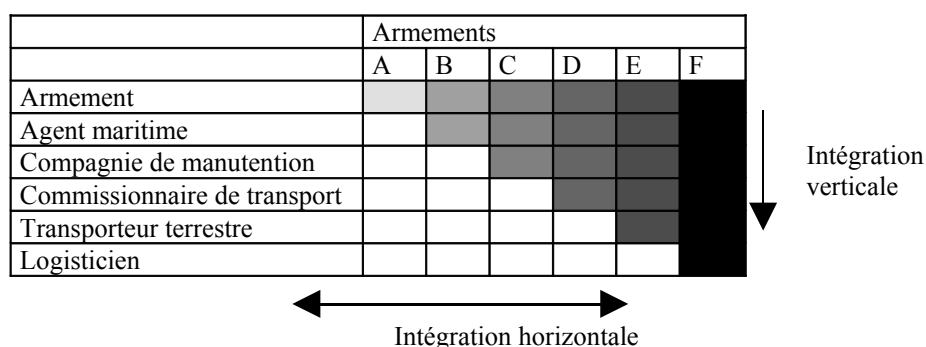 Armements
A B C D E F
Armement
Agent maritime
Compagnie de manutention
Commissionnaire de transport
Transporteur terrestre
Logisticien
Intégration
verticale
Intégration horizontale